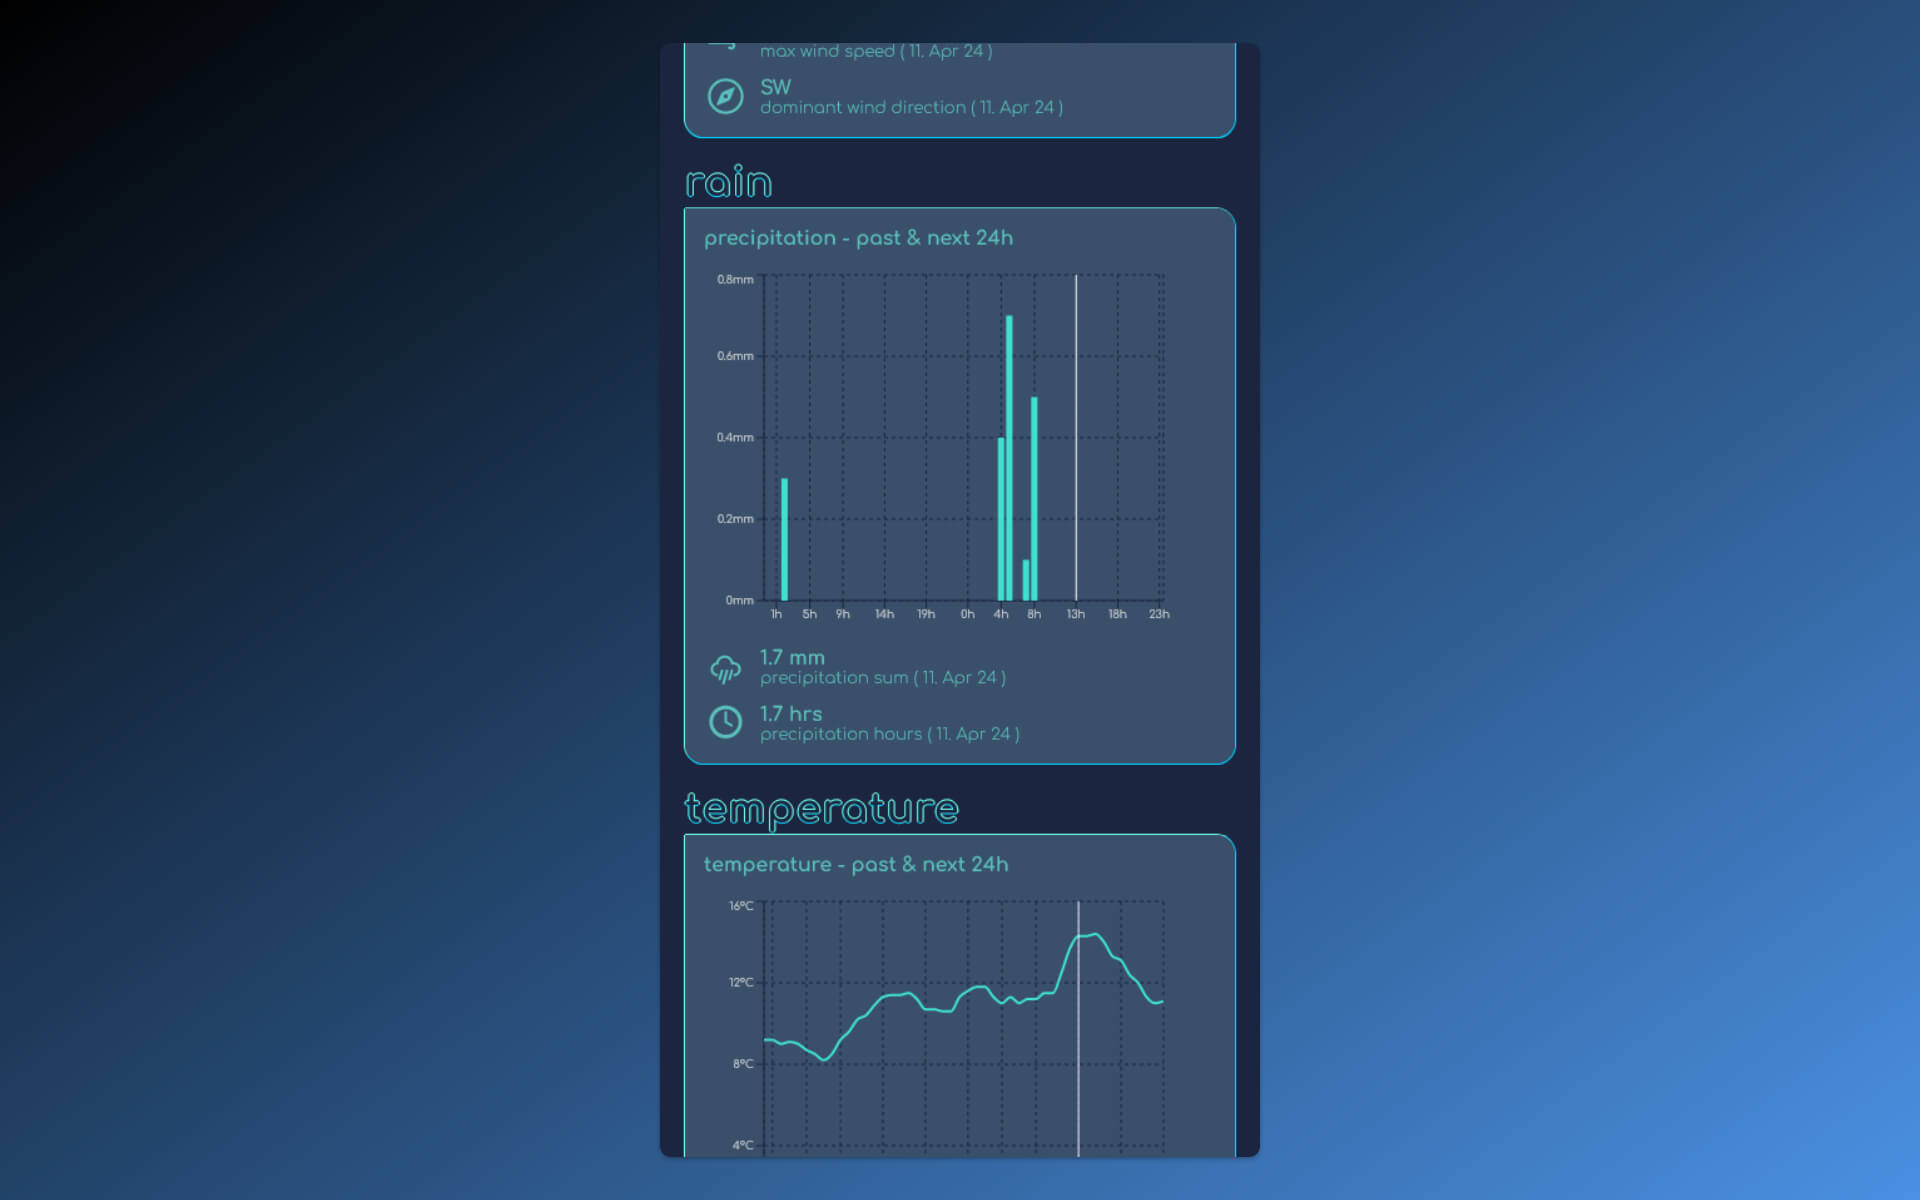 max wind speed ( 11. Apr 24 )
SW
dominant wind direction ( 11. Apr 24 )
rain
precipitation - past & next 24h
0.8mm
0.6mm
0.4mm
0.2mm
0mm
1h 5h 9h 14h 19h 0h 4h 8h 13h 18h 23h
1.7 mm
precipitation sum ( 11. Apr 24 )
1.7 hrs
precipitation hours ( 11. Apr 24 )
temperature
temperature - past & next 24h
16°C
12°C
8°C
4°C